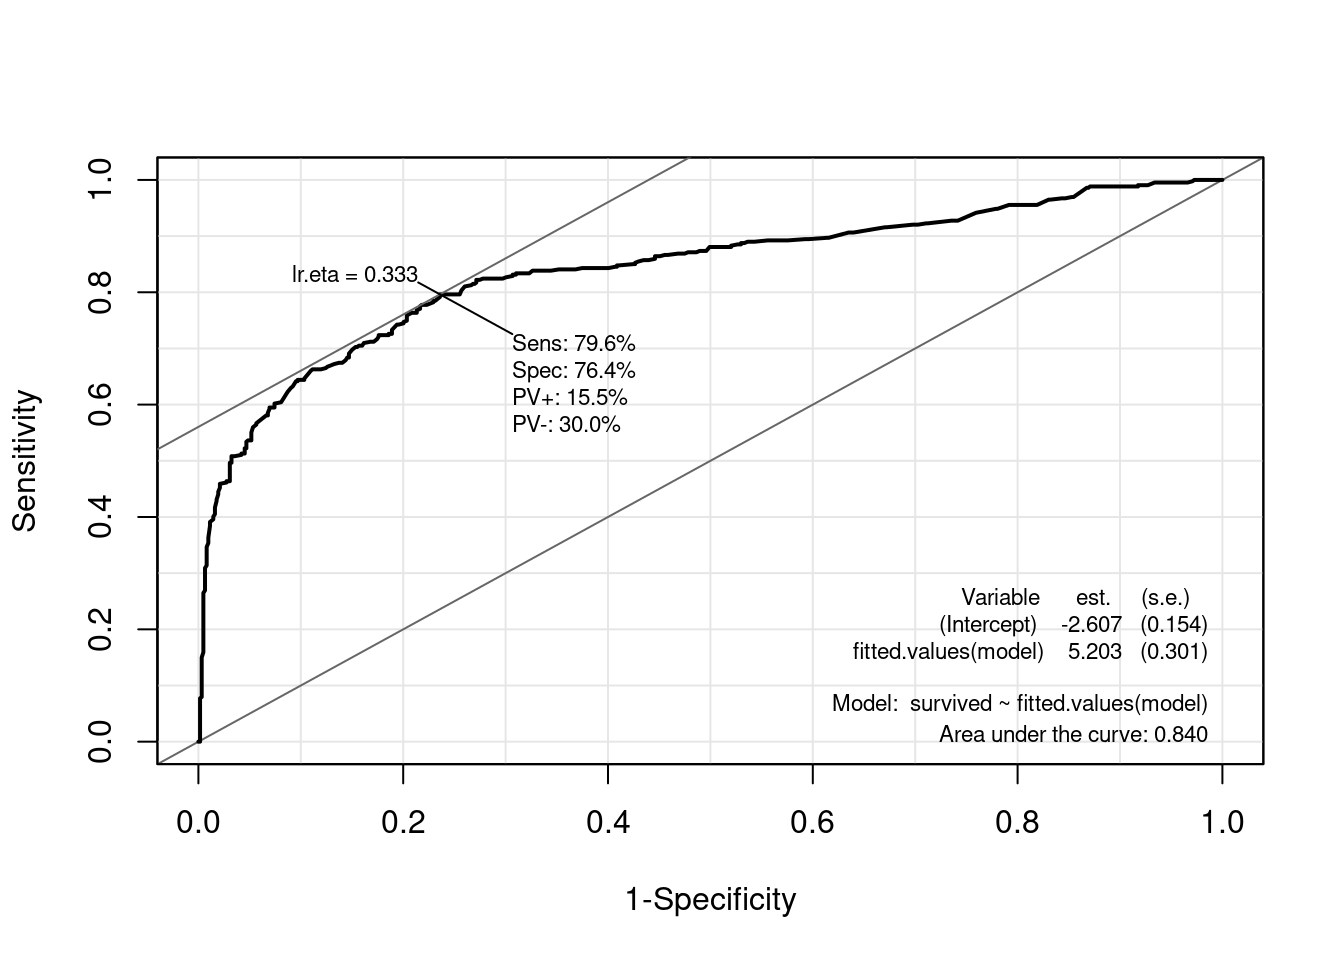 lr.eta = 0.333
Sens: 79.6%
Spec: 76.4%
PV+: 15.5%
PV-: 30.0%
Variable est. (s.e.)
(Intercept) -2.607 (0.154)
fitted.values(model) 5.203 (0.301)
Model: survived ~ fitted.values(model)
Area under the curve: 0.840
Sensitivity
1.0
0.8
0.6
0.4
0.2
0.0
0.0 0.2 0.4 0.6 0.8 1.0
1-Specificity